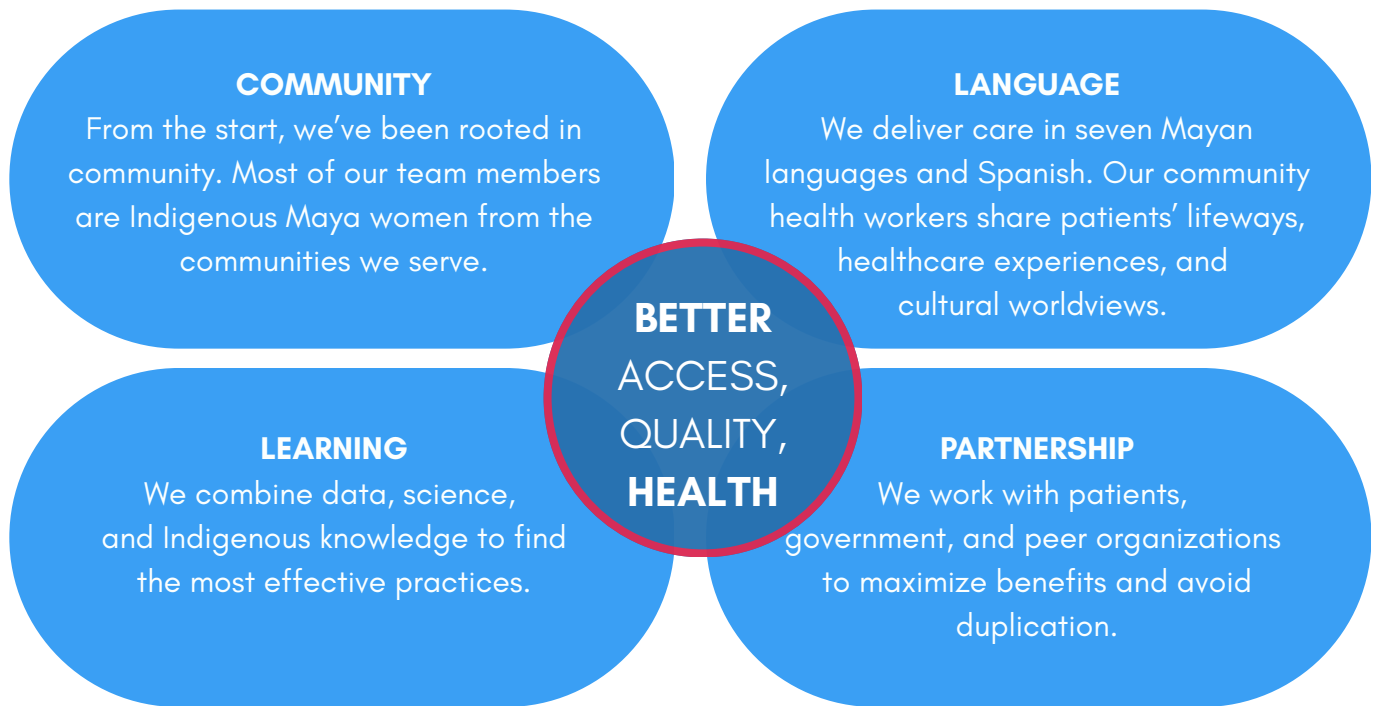 COMMUNITY
From the start, we’ve been rooted in
community. Most of our team members
are Indigenous Maya women from the
communities we serve.
LANGUAGE
We deliver care in seven Mayan
languages and Spanish. Our community
health workers share patients’ lifeways,
healthcare experiences, and
cultural worldviews.
BETTER
ACCESS,
QUALITY,
HEALTH
LEARNING
We combine data, science,
and Indigenous knowledge to find
the most effective practices.
PARTNERSHIP
We work with patients,
government, and peer organizations
to maximize benefits and avoid
duplication.